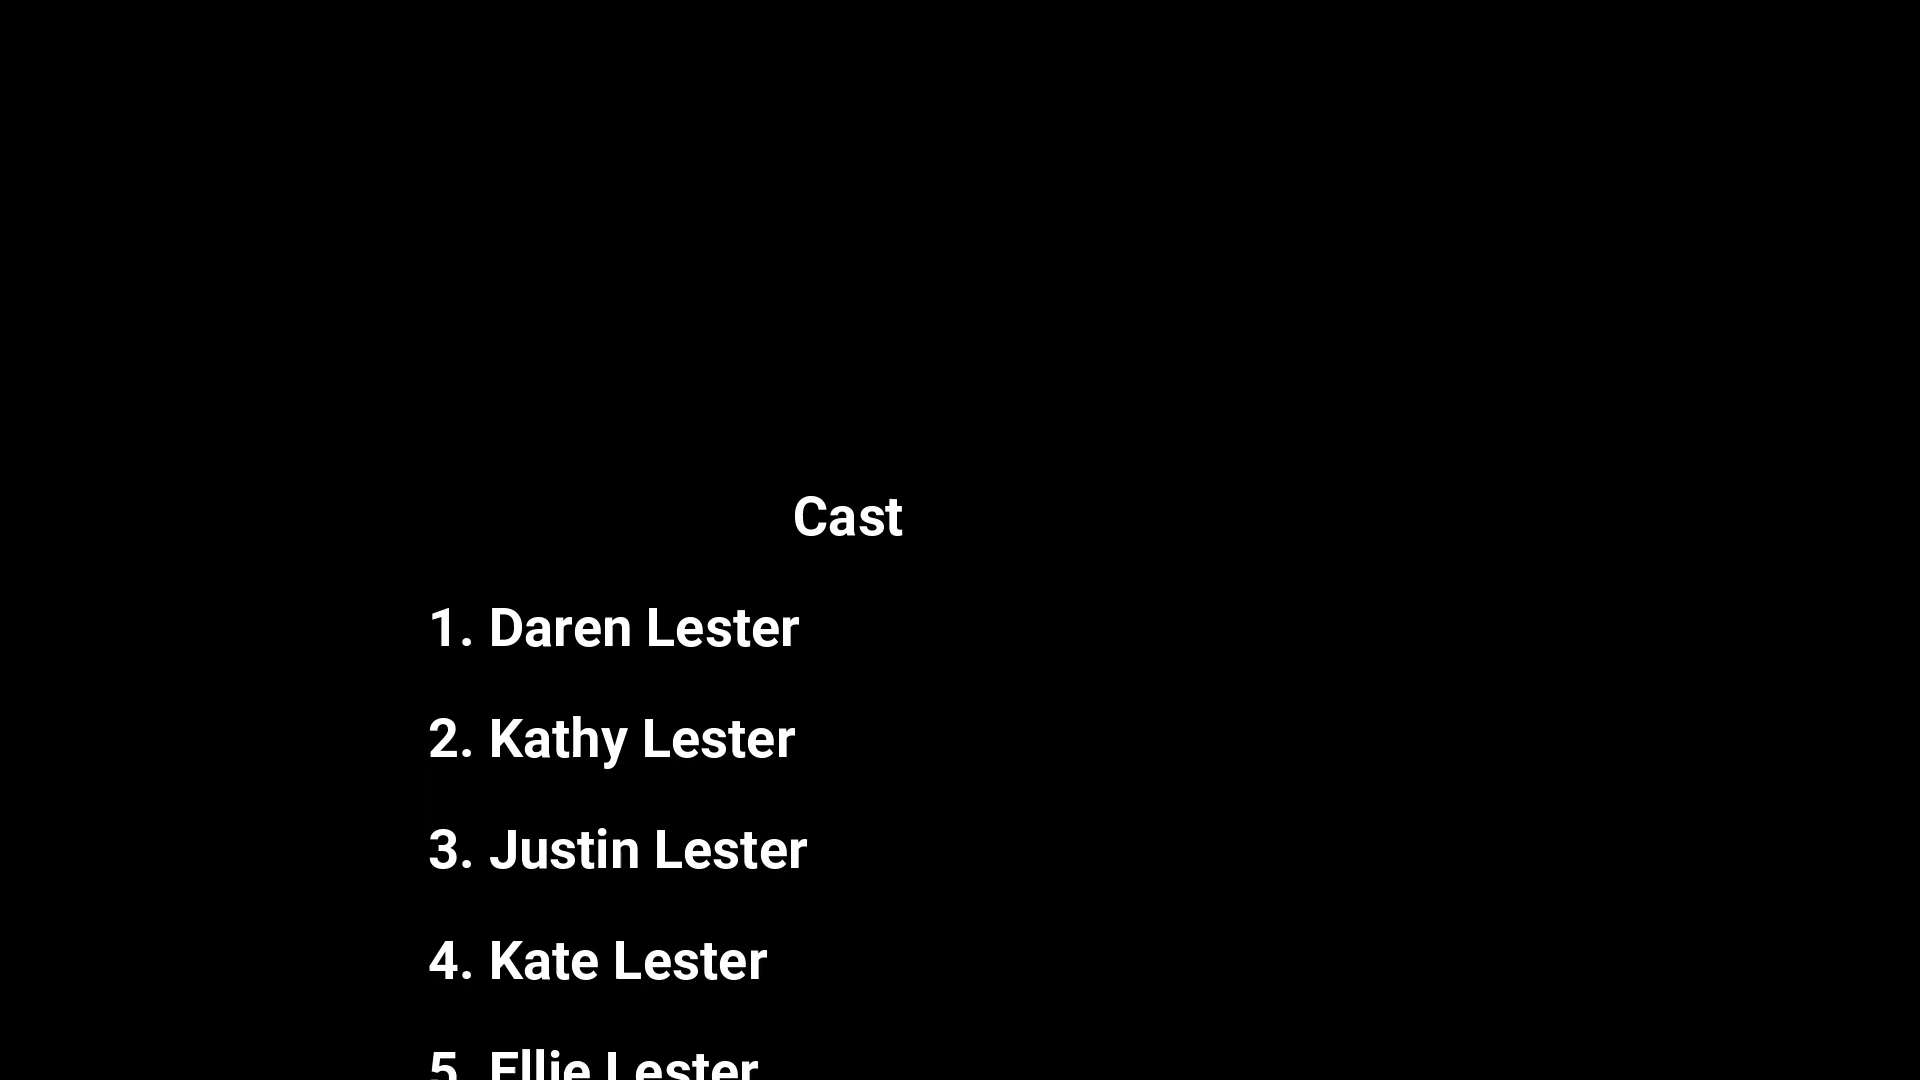 Cast
1. Daren Lester
2. Kathy Lester
3. Justin Lester
4. Kate Lester
5. Ellie Lester